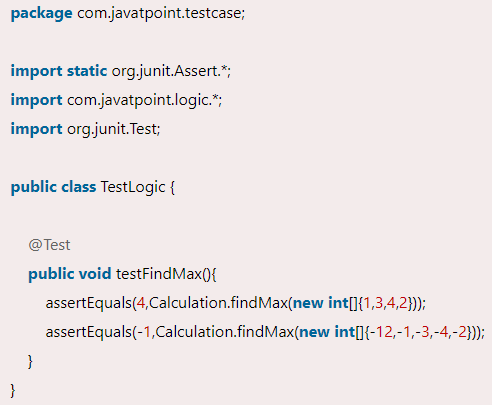 package com.javatpoint.testcase;
import static org.junit.Assert.*;
import com.javatpoint.logic.*;
import org.junit.Test;
public class TestLogic {
@Test
public void testFindMax(){
assertEquals(4,Calculation.findMax(new int[]{1,3,4,2}));
assertEquals(-1,Calculation.findMax(new int[]{-12,-1,-3,-4,-2}));
}
}